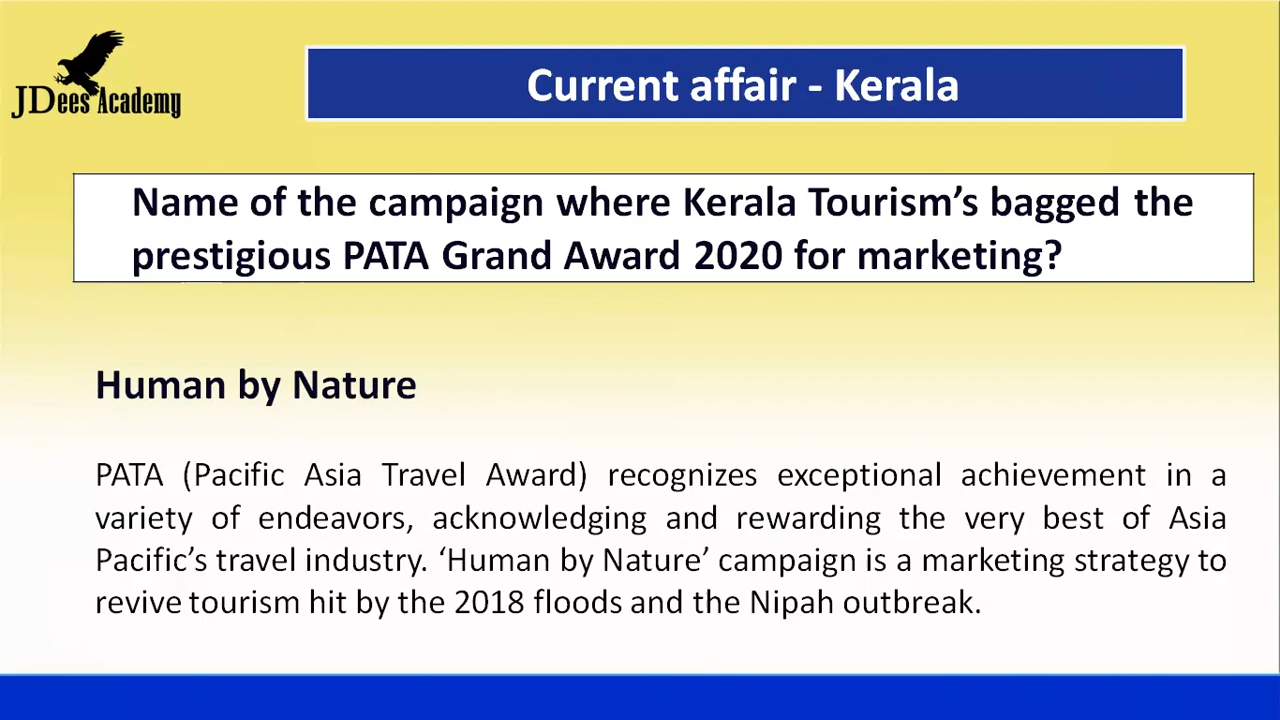 JDees Academy
Current affair - Kerala
Name of the campaign where Kerala Tourism’s bagged the
prestigious PATA Grand Award 2020 for marketing?
Human by Nature
PATA (Pacific Asia Travel Award) recognizes exceptional achievement in a
variety of endeavors, acknowledging and rewarding the very best of Asia
Pacific’s travel industry. ‘Human by Nature’ campaign is a marketing strategy to
revive tourism hit by the 2018 floods and the Nipah outbreak.